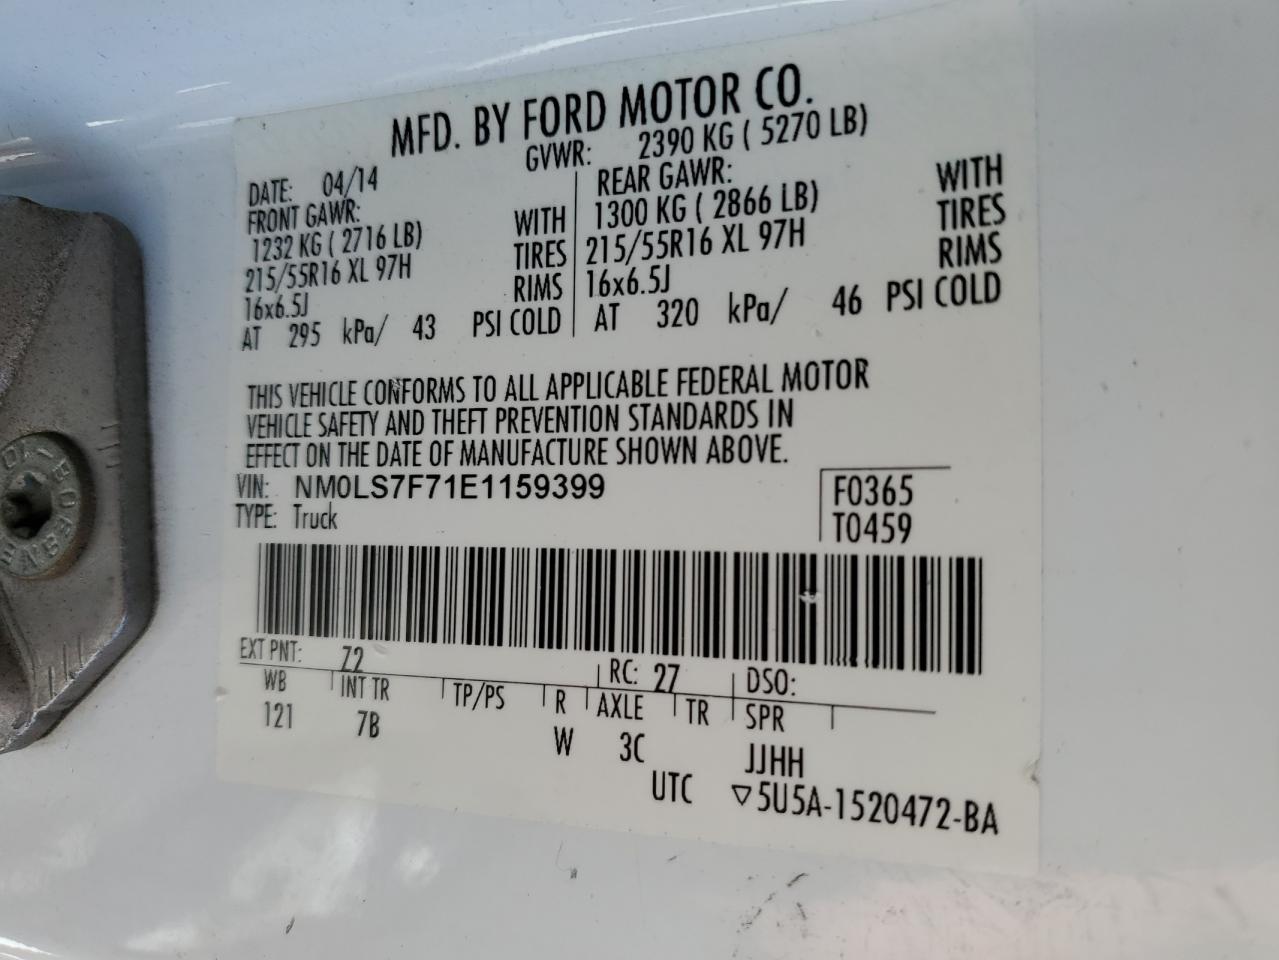 MFD. BY FORD MOTOR CO.
DATE: 04/14 GVWR: 2390 KG ( 5270 LB)
FRONT GAWR: REAR GAWR:
1232 KG ( 2716 LB) WITH 1300 KG ( 2866 LB) WITH
215/55R16 XL 97H TIRES 215/55R16 XL 97H TIRES
16x6.5J RIMS 16x6.5J RIMS
AT 295 kPa/ 43 PSI COLD AT 320 kPa/ 46 PSI COLD
THIS VEHICLE CONFORMS TO ALL APPLICABLE FEDERAL MOTOR
VEHICLE SAFETY AND THEFT PREVENTION STANDARDS IN
EFFECT ON THE DATE OF MANUFACTURE SHOWN ABOVE.
VIN: NM0LS7F71E1159399 F0365
TYPE: Truck T0459
EXT PNT: Z2 RC: 27 DSO:
WB INT TR TP/PS R AXLE TR SPR
121 7B W 3C JJHH
UTC ▽5U5A-1520472-BA